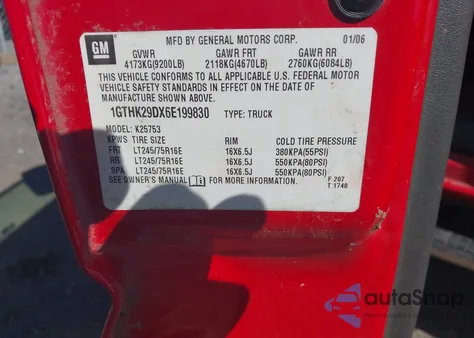 GM
MFD BY GENERAL MOTORS CORP. 01/06
GVWR GAWR FRT GAWR RR
4173KG(9200LB) 2118KG(4670LB) 2760KG(6084LB)
THIS VEHICLE CONFORMS TO ALL APPLICABLE U.S. FEDERAL MOTOR
VEHICLE SAFETY STANDARDS IN EFFECT ON THE DATE OF
MANUFACTURE SHOWN ABOVE.
1GTHK29DX6E199830 TYPE: TRUCK
MODEL: K25753
KPWS TIRE SIZE RIM COLD TIRE PRESSURE
FRT LT245/75R16E 16X6.5J 380KPA(55PSI)
RR LT245/75R16E 16X6.5J 550KPA(80PSI)
SPA LT245/75R16E 16X6.5J 550KPA(80PSI)
SEE OWNER'S MANUAL FOR MORE INFORMATION.
F 207
T 1740
autoSnap